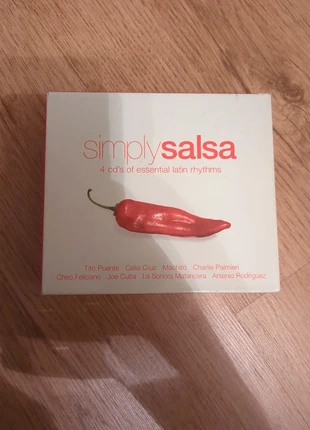 simplysalsa
4 cd's of essential latin rhythms
Tito Puente Celia Cruz Machito Charlie Palmieri
Cheo Feliciano Joe Cuba La Sonora Matancera Arsenio Rodriguez